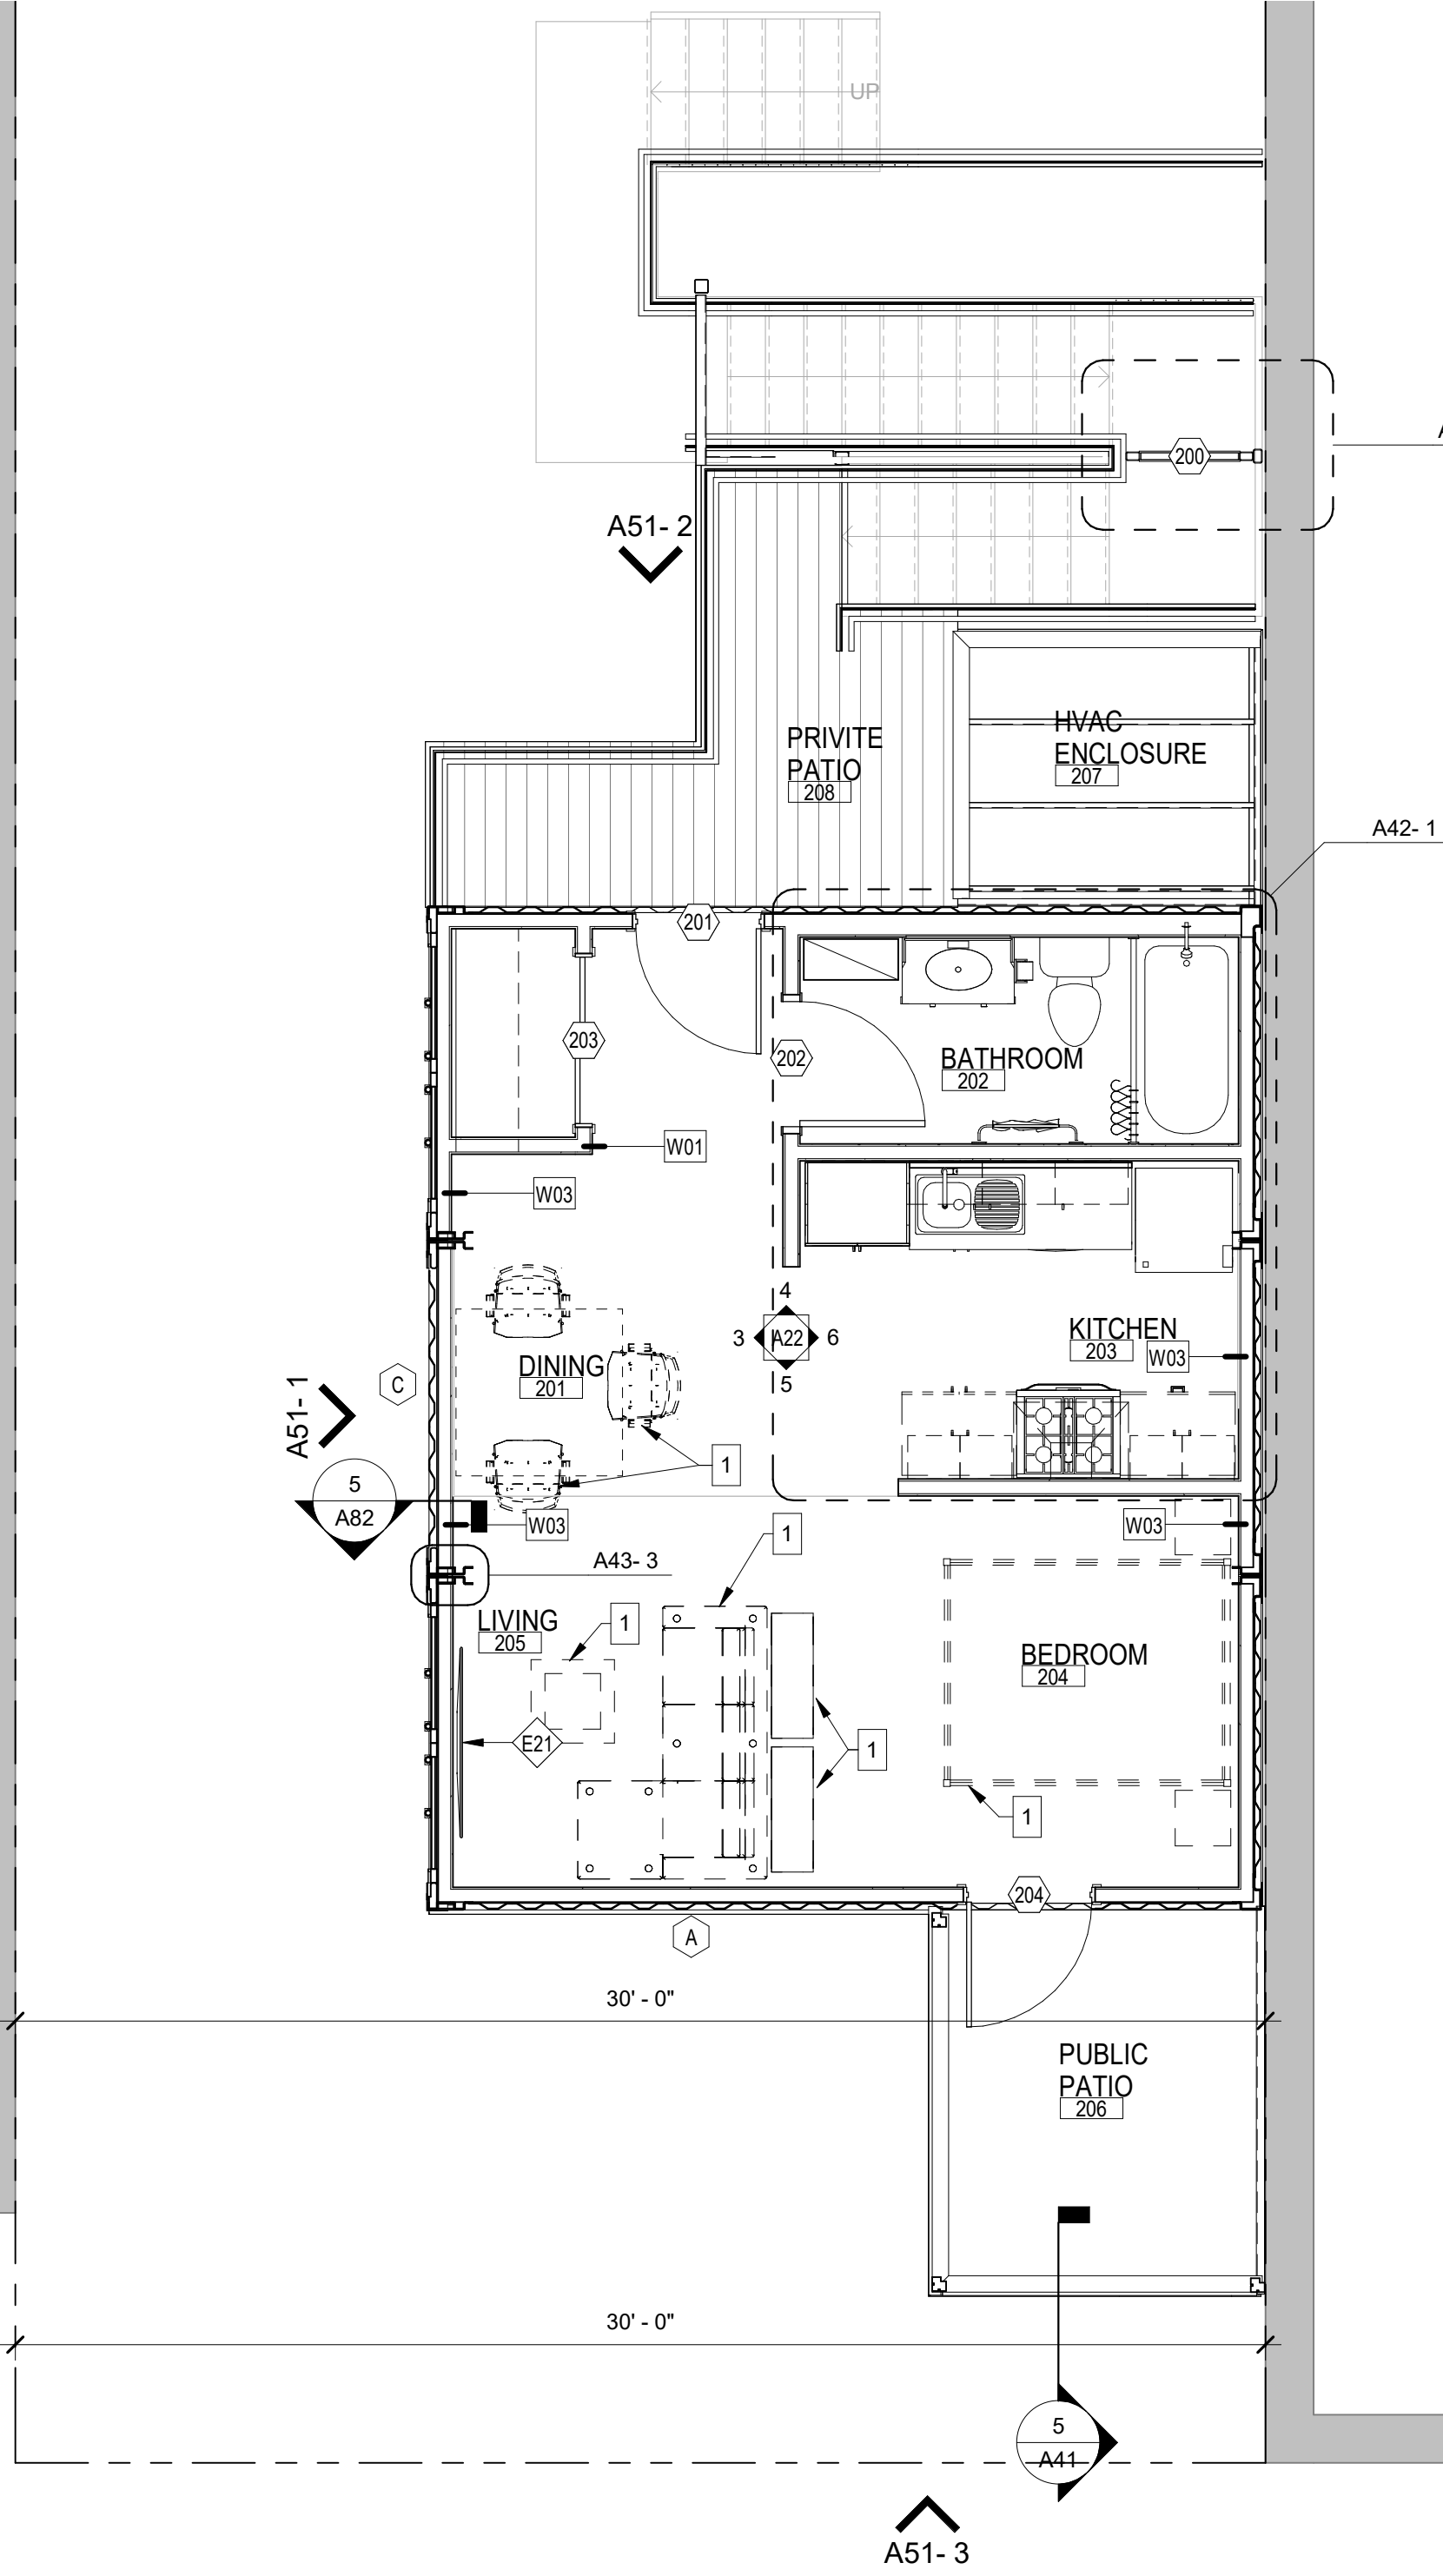 UP
A
200
A51- 2
PRIVITE
PATIO
208
HVAC
ENCLOSURE
207
A42- 1
201
203
202
BATHROOM
202
W01
W03
4
3
A22
6
5
KITCHEN
203
W03
DINING
201
C
A51- 1
1
5
A82
W03
W03
1
A43- 3
LIVING
205
1
BEDROOM
204
E21
1
1
204
A
30' - 0"
PUBLIC
PATIO
206
30' - 0"
5
A41
A51- 3